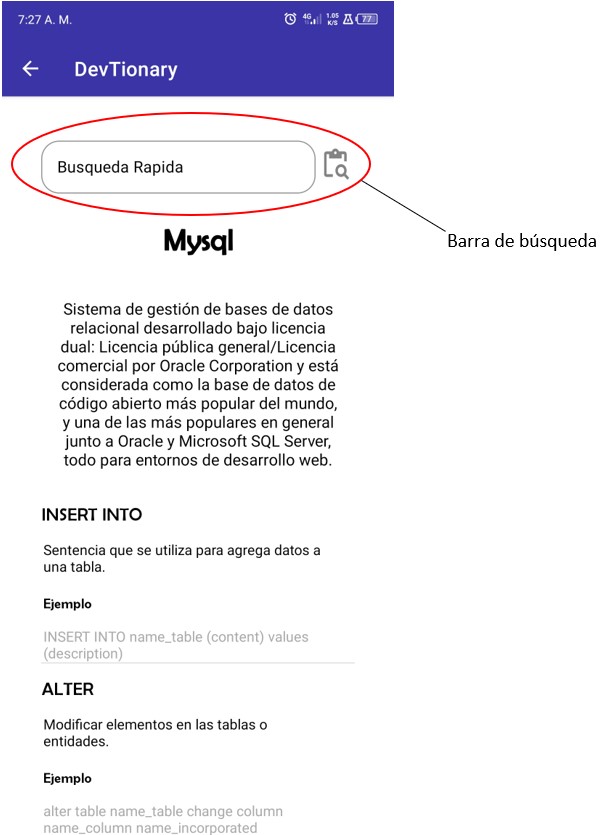 7:27 A. M.
4G 1.05 K/S 77
DevTionary
Busqueda Rapida
Barra de búsqueda
Mysql
Sistema de gestión de bases de datos
relacional desarrollado bajo licencia
dual: Licencia pública general/Licencia
comercial por Oracle Corporation y está
considerada como la base de datos de
código abierto más popular del mundo,
y una de las más populares en general
junto a Oracle y Microsoft SQL Server,
todo para entornos de desarrollo web.
INSERT INTO
Sentencia que se utiliza para agrega datos a
una tabla.
Ejemplo
INSERT INTO name_table (content) values
(description)
ALTER
Modificar elementos en las tablas o
entidades.
Ejemplo
alter table name_table change column
name_column name_incorporated